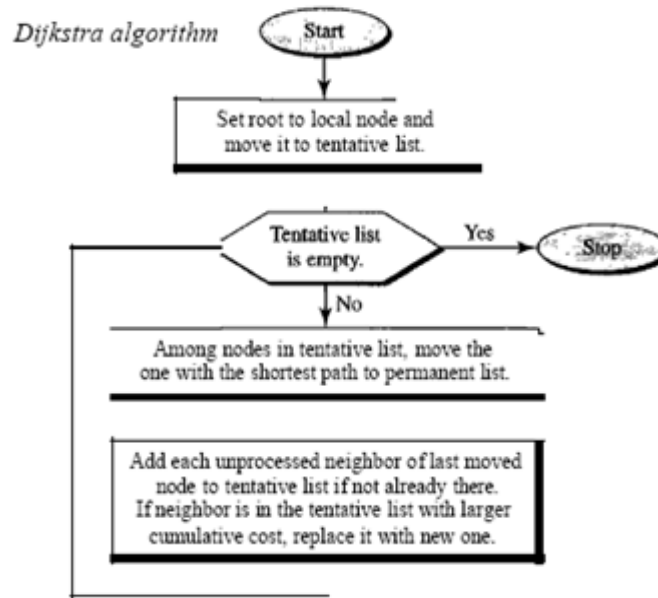 Dijkstra algorithm
Start
Set root to local node and
move it to tentative list.
Tentative list
is empty.
Yes
Stop
No
Among nodes in tentative list, move the
one with the shortest path to permanent list.
Add each unprocessed neighbor of last moved
node to tentative list if not already there.
If neighbor is in the tentative list with larger
cumulative cost, replace it with new one.